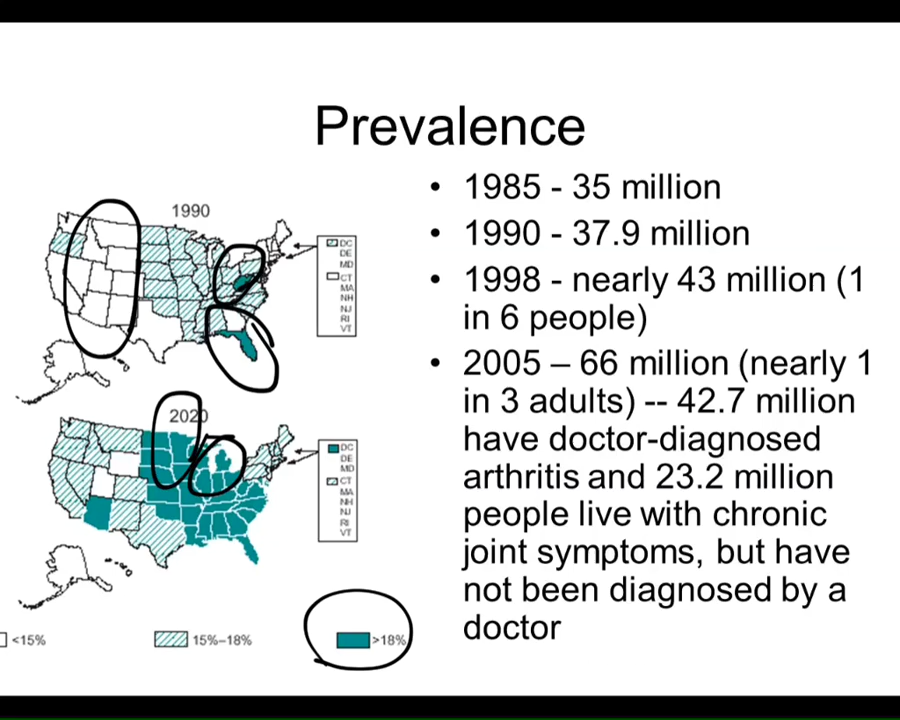 Prevalence
• 1985 - 35 million
• 1990 - 37.9 million
• 1998 - nearly 43 million (1
in 6 people)
• 2005 – 66 million (nearly 1
in 3 adults) -- 42.7 million
have doctor-diagnosed
arthritis and 23.2 million
people live with chronic
joint symptoms, but have
not been diagnosed by a
doctor
1990
DC
DE
MD
CT
MA
NH
NJ
RI
VT
2020
DC
DE
MD
CT
MA
NH
NJ
RI
VT
<15%
15%–18%
>18%